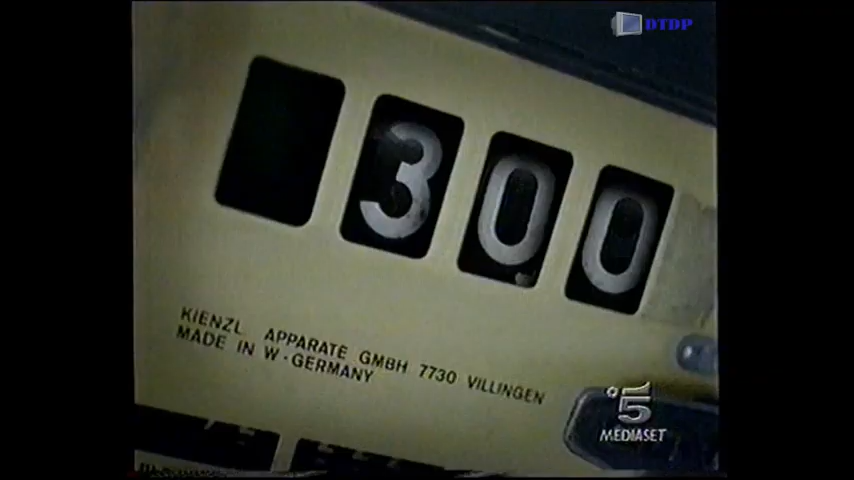 DTDP
300
KIENZL APPARATE GMBH 7730 VILLINGEN
MADE IN W-GERMANY
5
MEDIASET